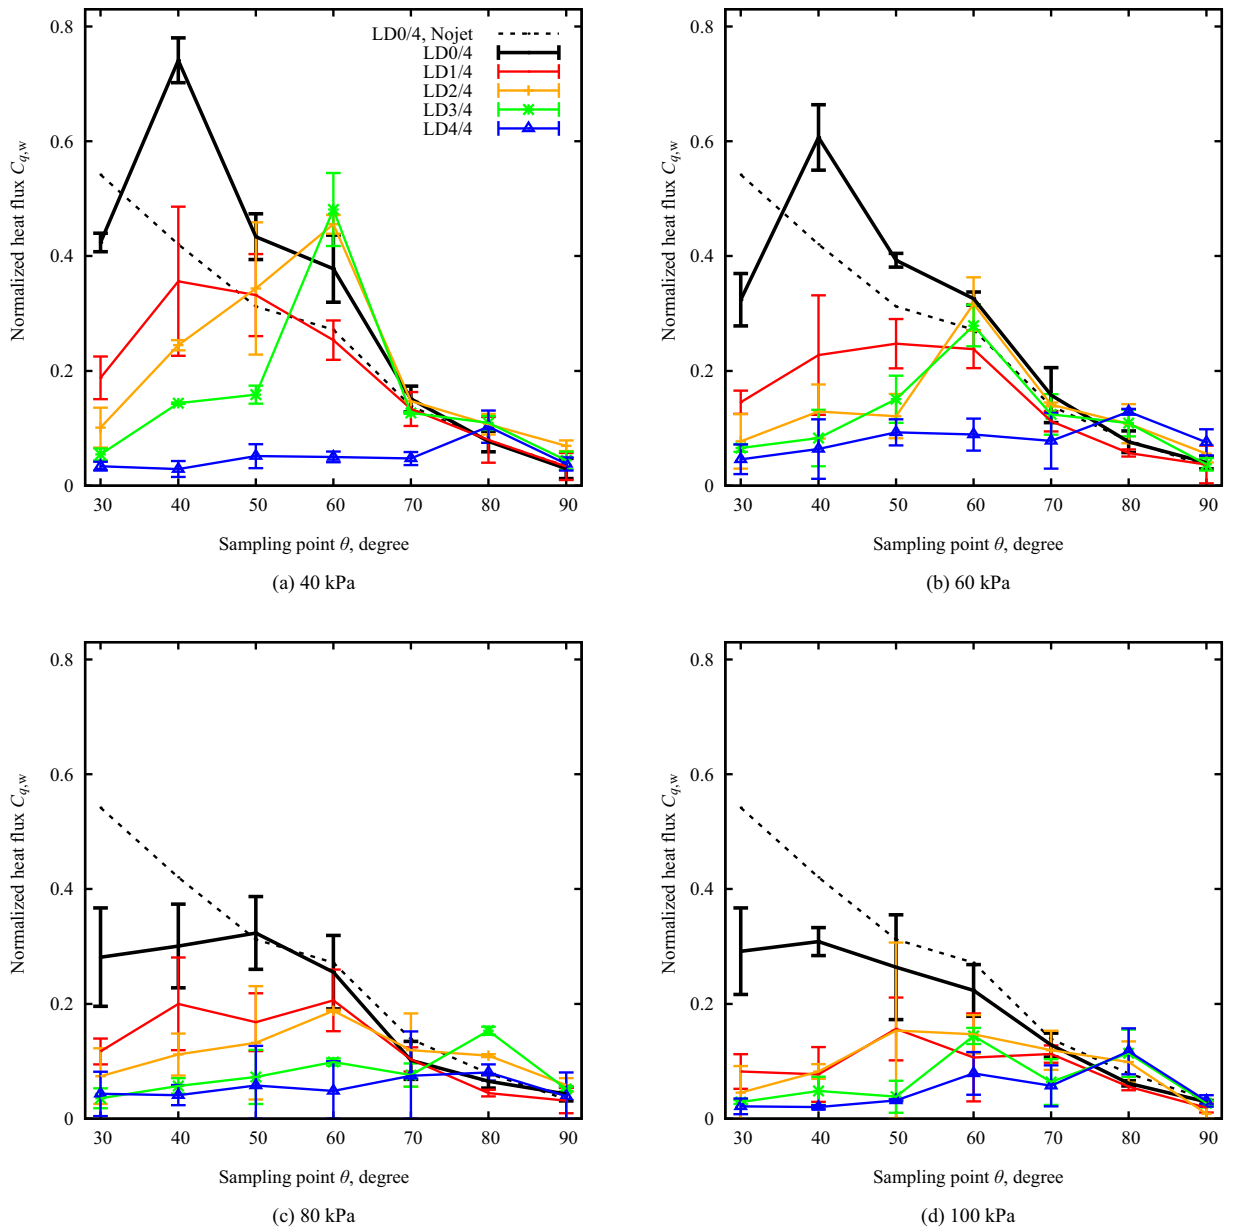 0.8
0.6
0.4
0.2
0
Normalized heat flux C_q,w
LD0/4, Nojet
LD0/4
LD1/4
LD2/4
LD3/4
LD4/4
30 40 50 60 70 80 90
Sampling point θ, degree
(a) 40 kPa
0.8
0.6
0.4
0.2
0
Normalized heat flux C_q,w
30 40 50 60 70 80 90
Sampling point θ, degree
(b) 60 kPa
0.8
0.6
0.4
0.2
0
Normalized heat flux C_q,w
30 40 50 60 70 80 90
Sampling point θ, degree
(c) 80 kPa
0.8
0.6
0.4
0.2
0
Normalized heat flux C_q,w
30 40 50 60 70 80 90
Sampling point θ, degree
(d) 100 kPa